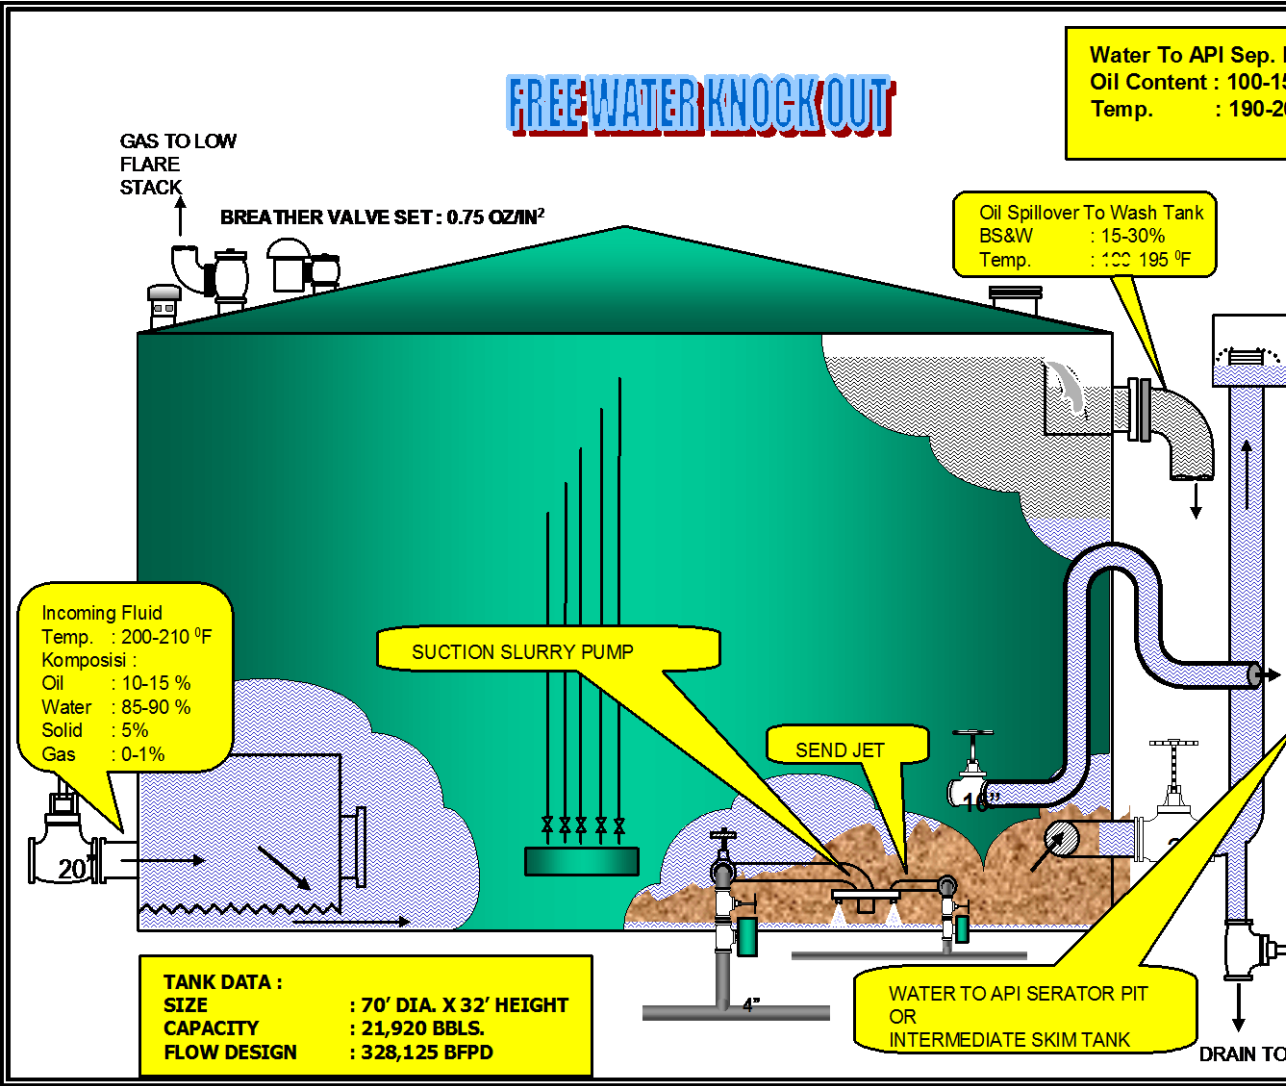 FREE WATER KNOCK OUT
Water To API Sep.
Oil Content :
Temp. :
GAS TO LOW
FLARE
STACK
BREATHER VALVE SET : 0.75 OZ/IN²
Oil Spillover To Wash Tank
BS&W : 15-30%
Temp. : 195 ⁰F
Incoming Fluid
Temp. : 200-210 ⁰F
Komposisi :
Oil : 10-15 %
Water : 85-90 %
Solid : 5%
Gas : 0-1%
SUCTION SLURRY PUMP
SEND JET
16”
20”
4”
WATER TO API SERATOR PIT
OR
INTERMEDIATE SKIM TANK
DRAIN TO
TANK DATA :
SIZE : 70’ DIA. X 32’ HEIGHT
CAPACITY : 21,920 BBLS.
FLOW DESIGN : 328,125 BFPD